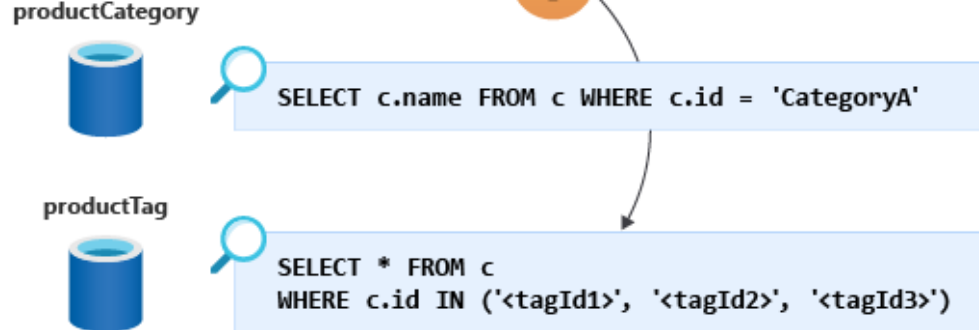 productCategory
SELECT c.name FROM c WHERE c.id = 'CategoryA'
productTag
SELECT * FROM c
WHERE c.id IN ('<tagId1>', '<tagId2>', '<tagId3>')